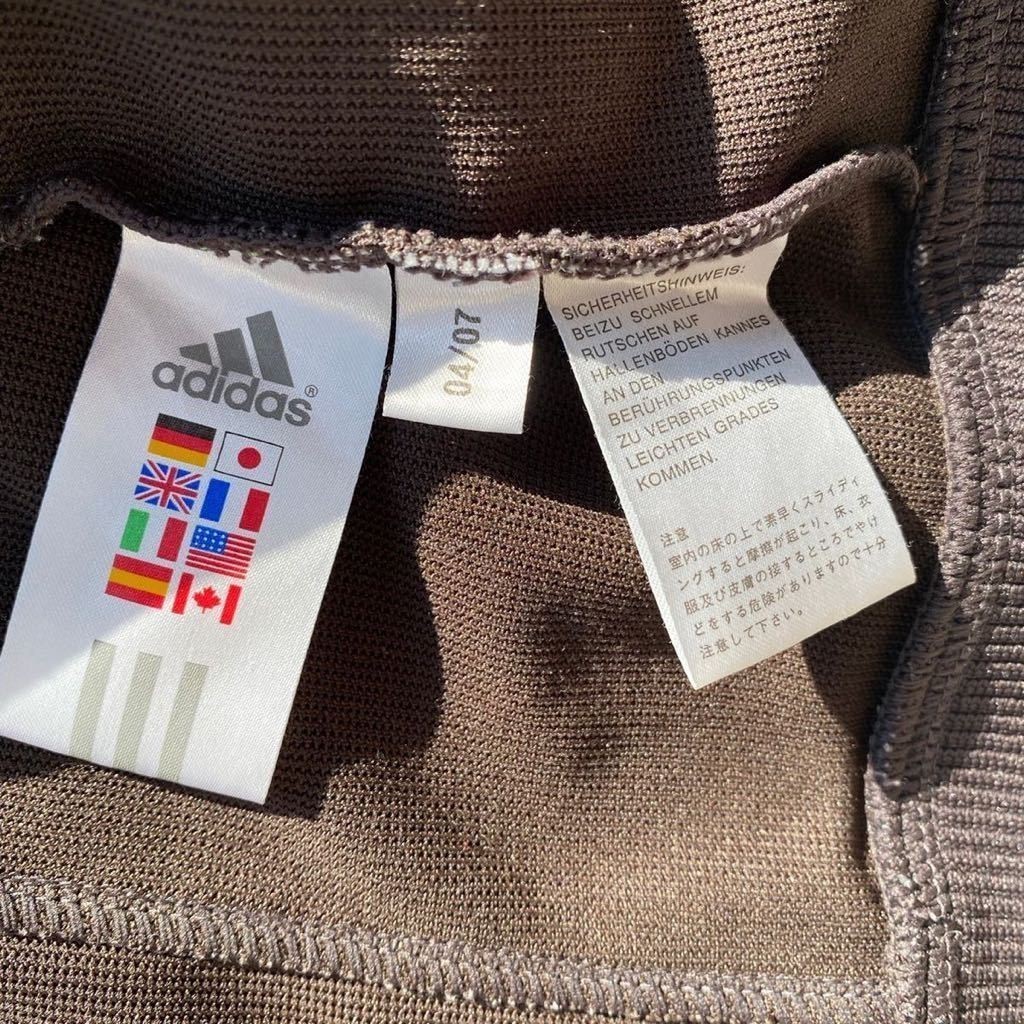 adidas®
04/07
SICHERHEITSHINWEIS:
BEIZU SCHNELLEM
RUTSCHEN AUF
HALLENBÖDEN KANNES
AN DEN
BERÜHRUNGSPUNKTEN
ZU VERBRENNUNGEN
LEICHTEN GRADES
KOMMEN.
注意
室内の床の上で素早くスライディ
ングすると摩擦が起こり、床、衣
服及び皮膚の接するところでやけ
どをする危険がありますので十分
注意して下さい。